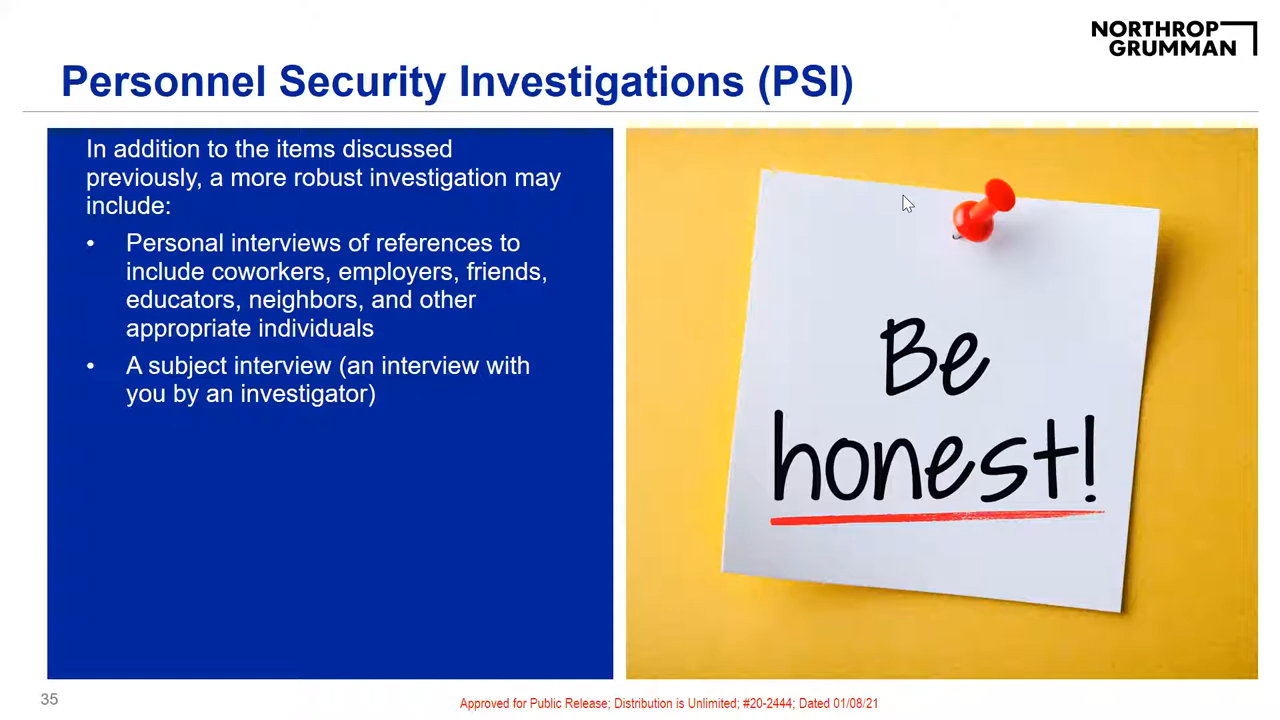 NORTHROP
GRUMMAN
Personnel Security Investigations (PSI)
In addition to the items discussed
previously, a more robust investigation may
include:
• Personal interviews of references to
include coworkers, employers, friends,
educators, neighbors, and other
appropriate individuals
• A subject interview (an interview with
you by an investigator)
Be
honest!
35
Approved for Public Release; Distribution is Unlimited; #20-2444; Dated 01/08/21